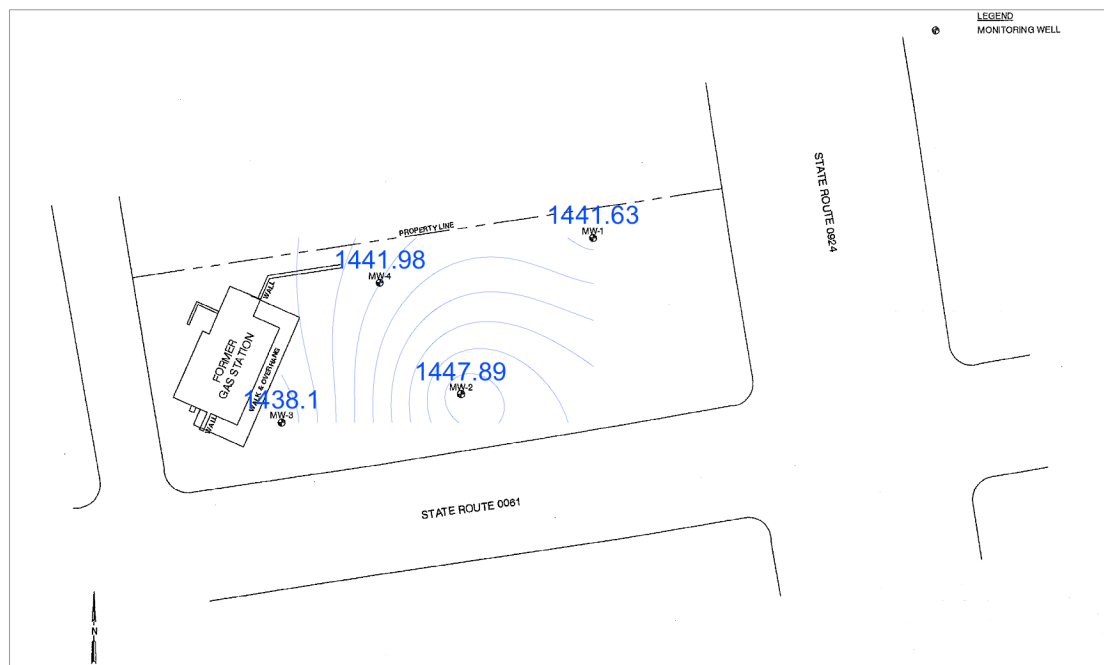 LEGEND
MONITORING WELL
STATE ROUTE 0924
1441.63
MW-1
PROPERTY LINE
1441.98
MW-4
WALL
FORMER
GAS STATION
WALK & OVERHANG
1447.89
MW-2
1438.1
MW-3
WALL
STATE ROUTE 0061
N